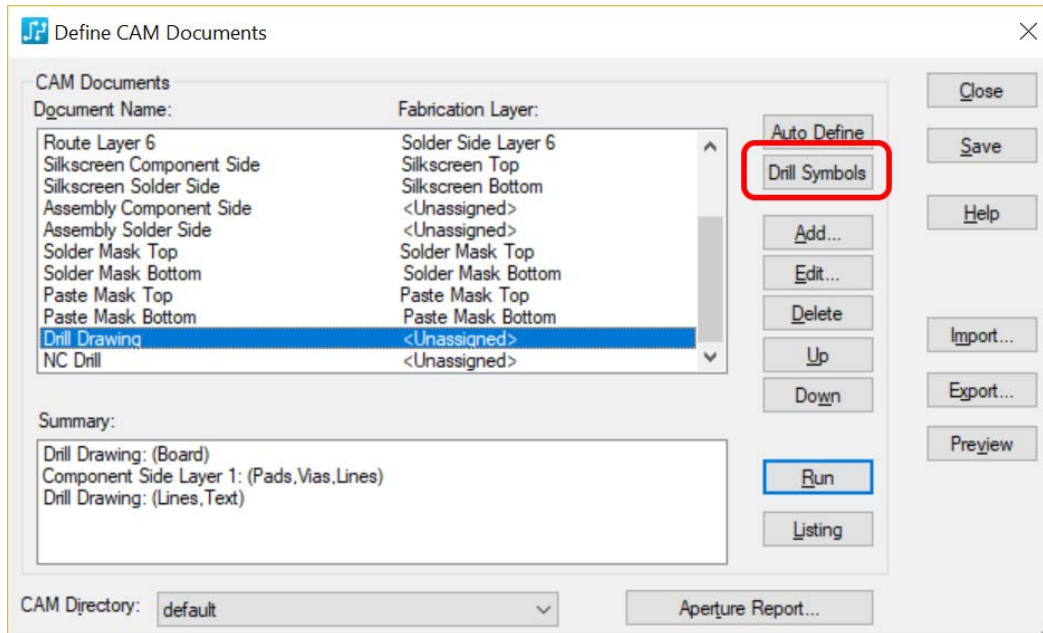 Define CAM Documents
CAM Documents
Document Name: Fabrication Layer:
Route Layer 6 Solder Side Layer 6
Silkscreen Component Side Silkscreen Top
Silkscreen Solder Side Silkscreen Bottom
Assembly Component Side <Unassigned>
Assembly Solder Side <Unassigned>
Solder Mask Top Solder Mask Top
Solder Mask Bottom Solder Mask Bottom
Paste Mask Top Paste Mask Top
Paste Mask Bottom Paste Mask Bottom
Drill Drawing <Unassigned>
NC Drill <Unassigned>
Auto Define
Drill Symbols
Add...
Edit...
Delete
Up
Down
Close
Save
Help
Import...
Export...
Preview
Summary:
Drill Drawing: (Board)
Component Side Layer 1: (Pads,Vias,Lines)
Drill Drawing: (Lines,Text)
Run
Listing
CAM Directory: default
Aperture Report...